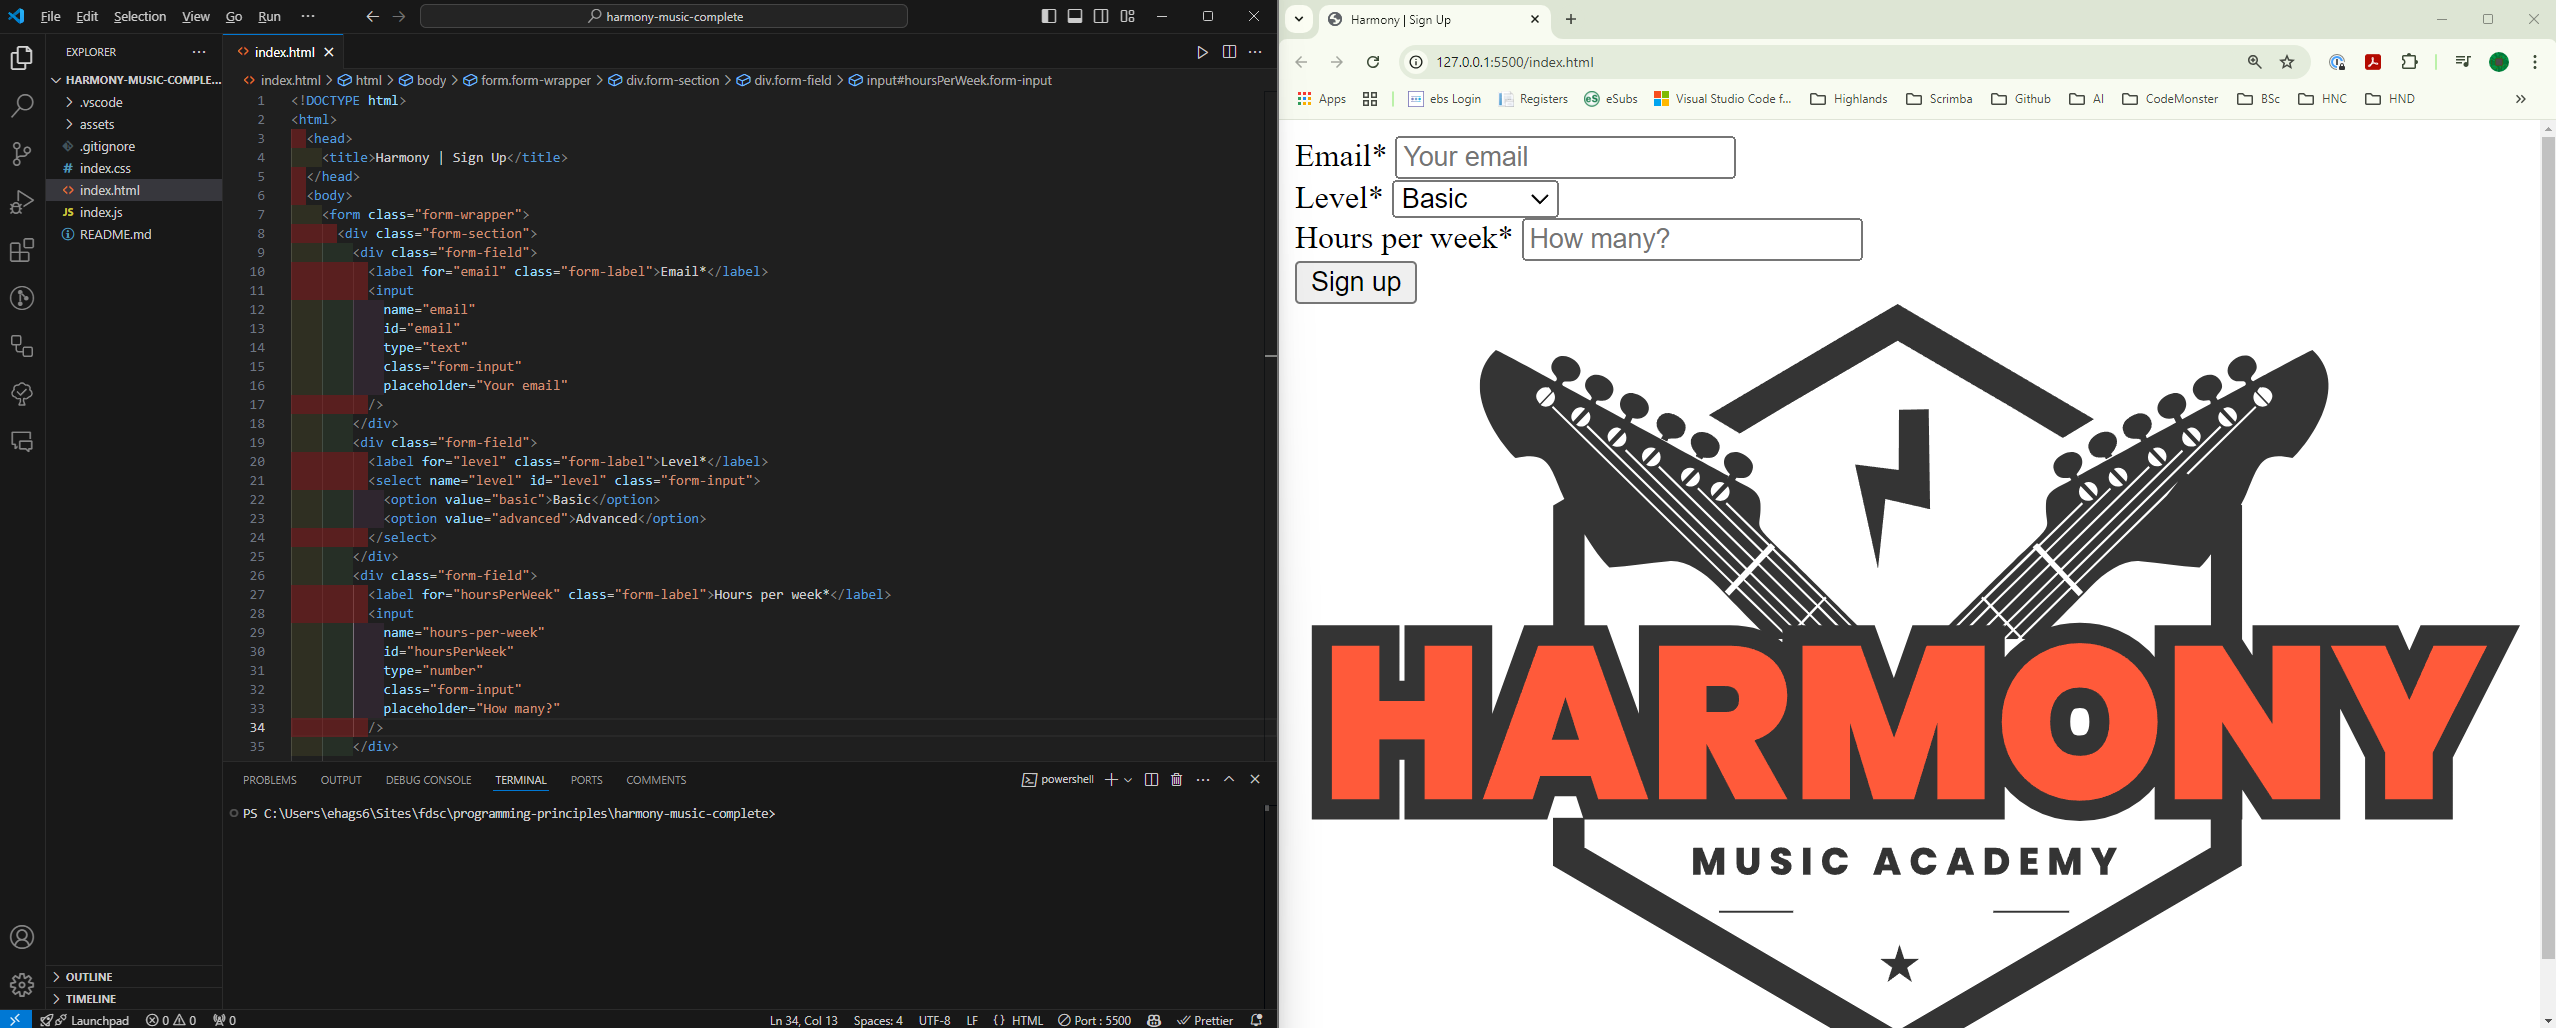 File Edit Selection View Go Run ··· harmony-music-complete
EXPLORER ···
HARMONY-MUSIC-COMPLE...
.vscode
assets
.gitignore
# index.css
<> index.html
JS index.js
README.md
OUTLINE
TIMELINE
<> index.html
<> index.html > html > body > form.form-wrapper > div.form-section > div.form-field > input#hoursPerWeek.form-input
1 <!DOCTYPE html>
2 <html>
3 <head>
4 <title>Harmony | Sign Up</title>
5 </head>
6 <body>
7 <form class="form-wrapper">
8 <div class="form-section">
9 <div class="form-field">
10 <label for="email" class="form-label">Email*</label>
11 <input
12 name="email"
13 id="email"
14 type="text"
15 class="form-input"
16 placeholder="Your email"
17 />
18 </div>
19 <div class="form-field">
20 <label for="level" class="form-label">Level*</label>
21 <select name="level" id="level" class="form-input">
22 <option value="basic">Basic</option>
23 <option value="advanced">Advanced</option>
24 </select>
25 </div>
26 <div class="form-field">
27 <label for="hoursPerWeek" class="form-label">Hours per week*</label>
28 <input
29 name="hours-per-week"
30 id="hoursPerWeek"
31 type="number"
32 class="form-input"
33 placeholder="How many?"
34 />
35 </div>
PROBLEMS OUTPUT DEBUG CONSOLE TERMINAL PORTS COMMENTS powershell
PS C:\Users\ehags6\Sites\fdsc\programming-principles\harmony-music-complete>
Launchpad 0 0 0 Ln 34, Col 13 Spaces: 4 UTF-8 LF {} HTML Port : 5500 Prettier
Harmony | Sign Up
127.0.0.1:5500/index.html
Apps ebs Login Registers eS eSubs Visual Studio Code f... Highlands Scrimba Github AI CodeMonster BSc HNC HND »
Email* Your email
Level* Basic
Hours per week* How many?
Sign up
HARMONY
MUSIC ACADEMY